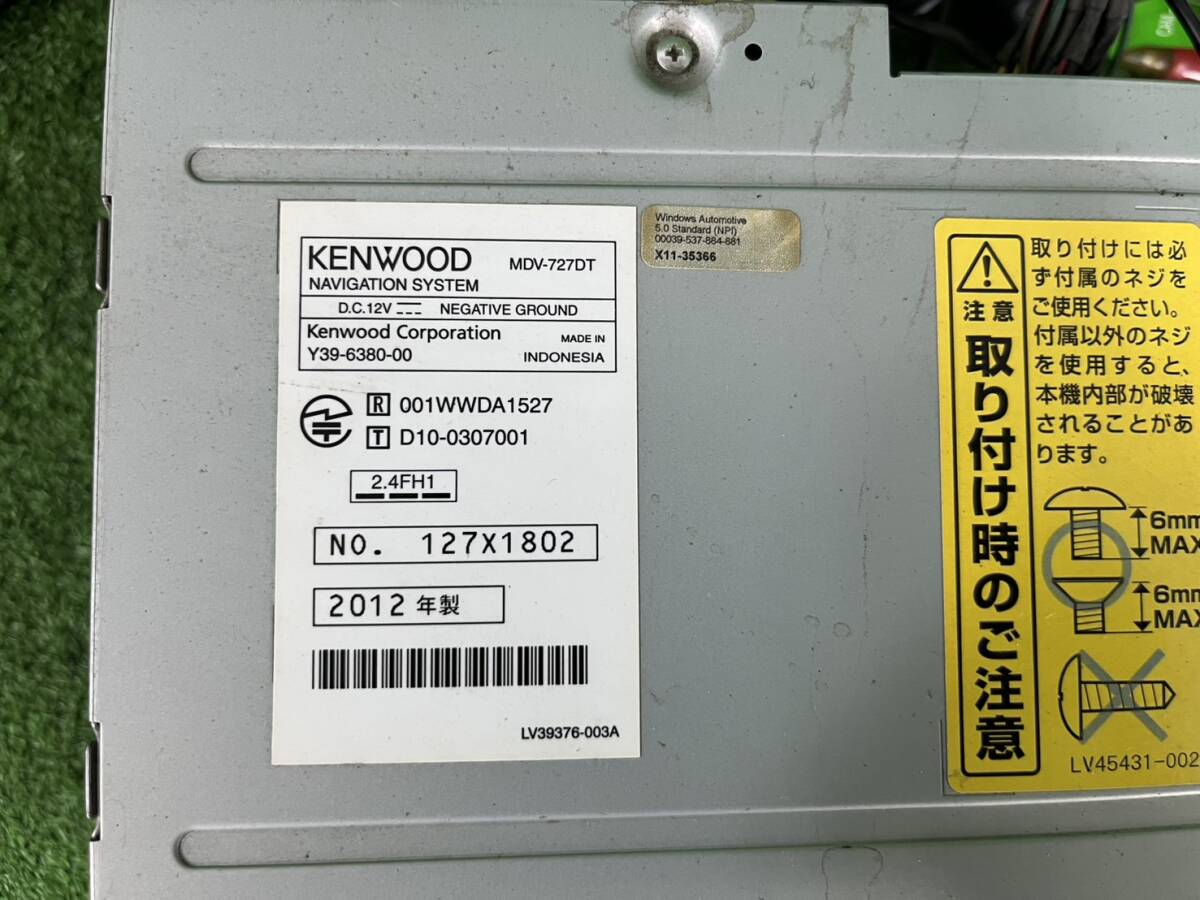 KENWOOD MDV-727DT
NAVIGATION SYSTEM
D.C.12V NEGATIVE GROUND
Kenwood Corporation MADE IN
Y39-6380-00 INDONESIA
R 001WWDA1527
T D10-0307001
2.4FH1
NO. 127X1802
2012 年製
LV39376-003A
Windows Automotive
5.0 Standard (NPI)
00039-537-884-881
X11-35366
注意
取り付け時のご注意
取り付けには必
ず付属のネジを
ご使用ください。
付属以外のネジ
を使用すると、
本機内部が破壊
されることがあ
ります。
6mm
MAX
6mm
MAX
LV45431-002